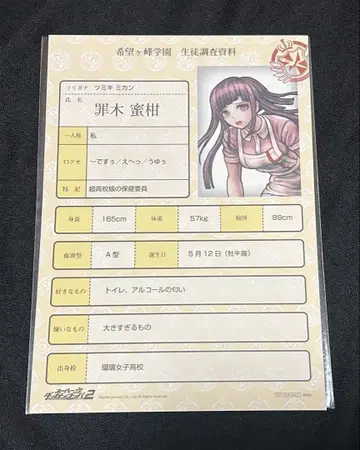 希望ヶ峰学園 生徒調査資料
フリガナ ツミキ ミカン
氏名 罪木 蜜柑
一人称 私
口グセ ～ですぅ／えへっ／うゆぅ
特記 超高校級の保健委員
身長 165cm 体重 57kg 胸囲 89cm
血液型 A型 誕生日 5月12日（牡牛座）
好きなもの トイレ、アルコールの匂い
嫌いなもの 大きすぎるもの
出身校 瑠璃女子高校
スーパーダンガンロンパ2